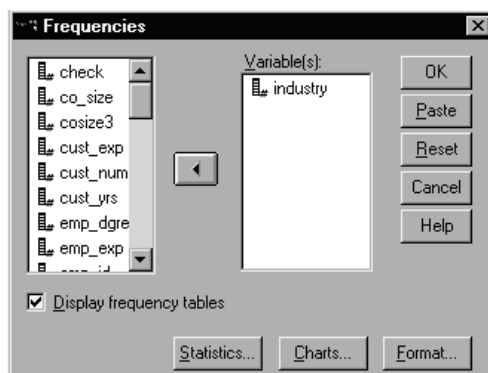 Frequencies
check
co_size
cosize3
cust_exp
cust_num
cust_yrs
emp_dgre
emp_exp
Variable(s):
industry
OK
Paste
Reset
Cancel
Help
Display frequency tables
Statistics...
Charts...
Format...